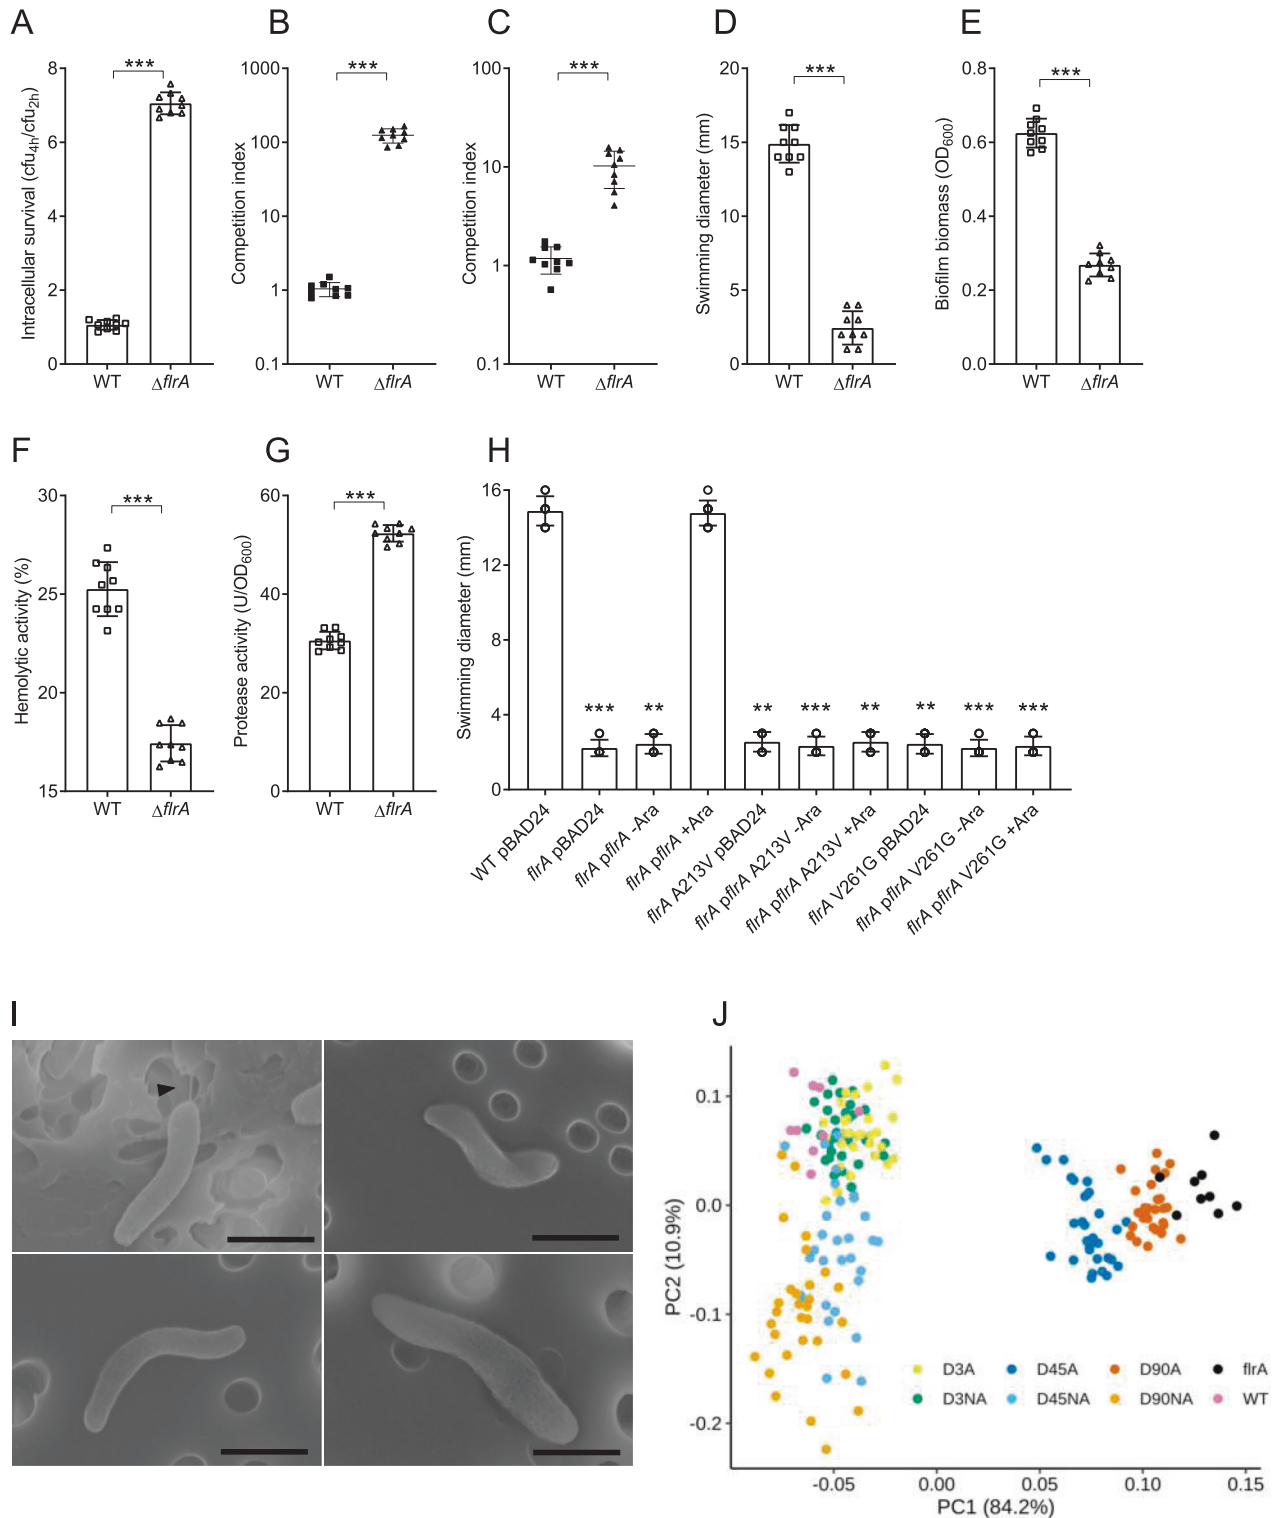 A
B
C
D
E
***
***
***
***
***
8
6
4
2
0
Intracellular survival (cfu4h/cfu2h)
WT
ΔflrA
1000
100
10
1
0.1
Competition index
WT
ΔflrA
100
10
1
0.1
Competition index
WT
ΔflrA
20
15
10
5
0
Swimming diameter (mm)
WT
ΔflrA
0.8
0.6
0.4
0.2
0.0
Biofilm biomass (OD600)
WT
ΔflrA
F
G
H
***
30
25
20
15
Hemolytic activity (%)
WT
ΔflrA
***
60
40
20
0
Protease activity (U/OD600)
WT
ΔflrA
16
12
8
4
0
Swimming diameter (mm)
*** ** ** *** ** ** *** ***
WT pBAD24
flrA pBAD24
flrA pflrA -Ara
flrA pflrA +Ara
flrA A213V pBAD24
flrA pflrA A213V -Ara
flrA pflrA A213V +Ara
flrA V261G pBAD24
flrA pflrA V261G -Ara
flrA pflrA V261G +Ara
I
J
0.1
0.0
-0.1
-0.2
PC2 (10.9%)
D3A D45A D90A flrA
D3NA D45NA D90NA WT
-0.05 0.00 0.05 0.10 0.15
PC1 (84.2%)